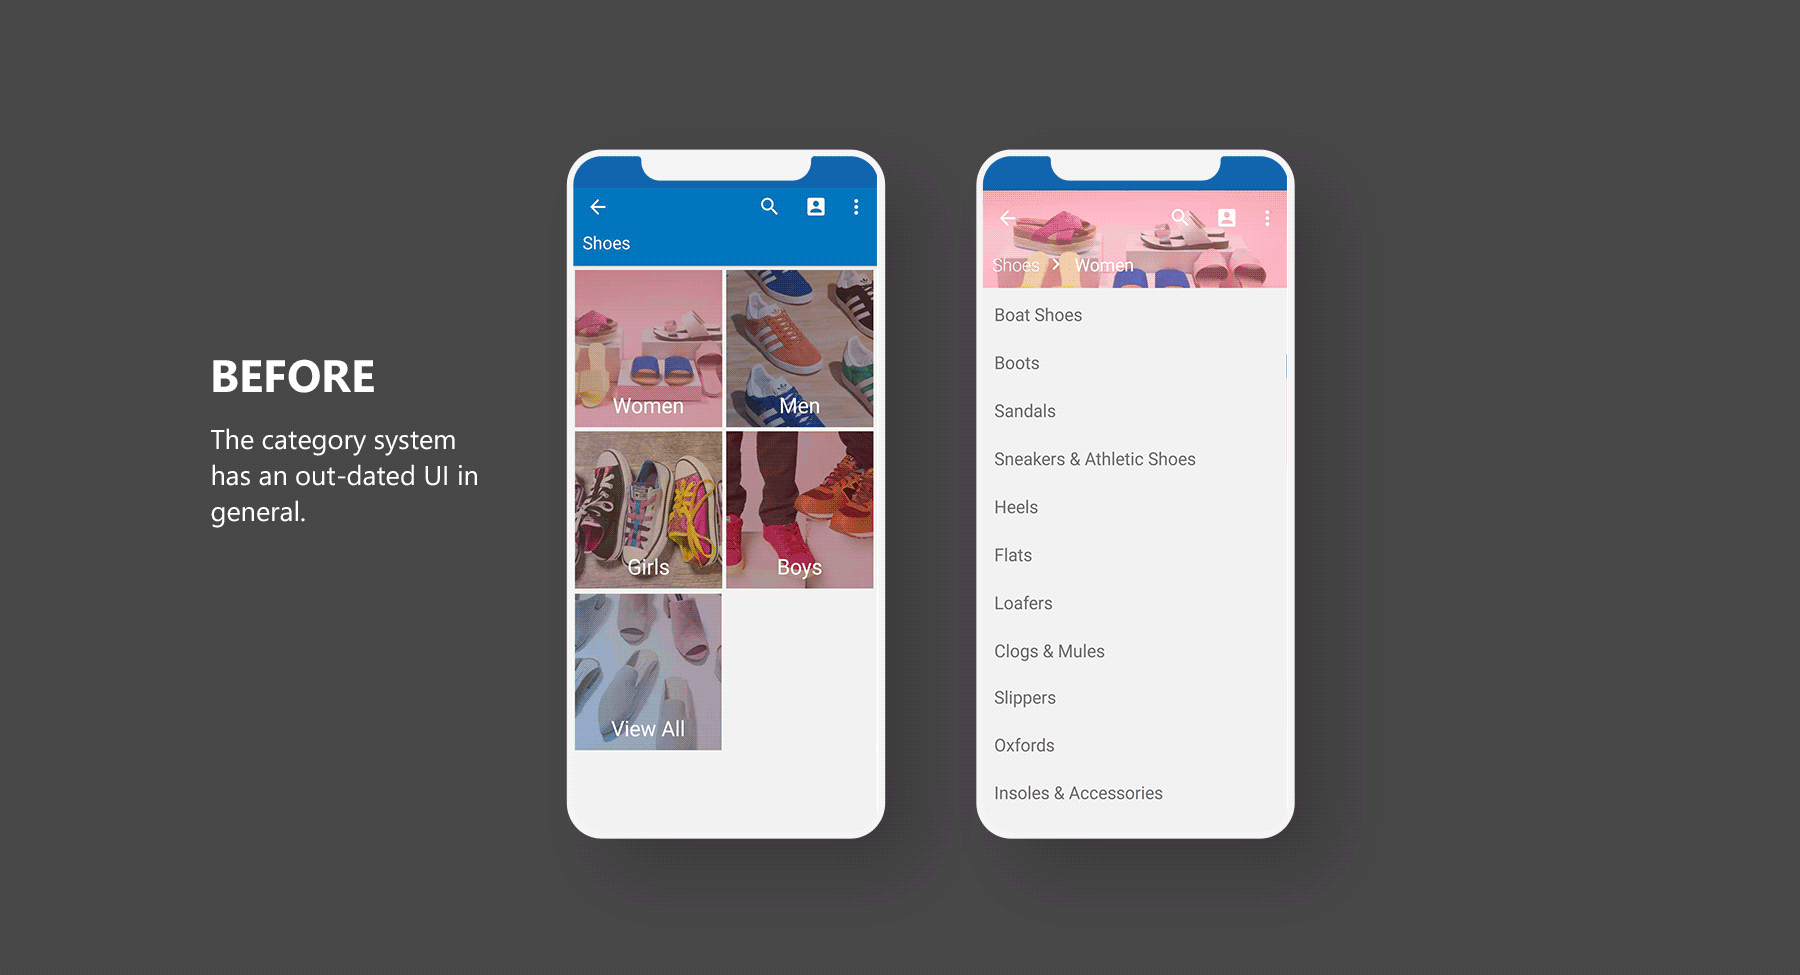 BEFORE
The category system
has an out-dated UI in
general.
Shoes
Women
Men
Girls
Boys
View All
Shoes > Women
Boat Shoes
Boots
Sandals
Sneakers & Athletic Shoes
Heels
Flats
Loafers
Clogs & Mules
Slippers
Oxfords
Insoles & Accessories